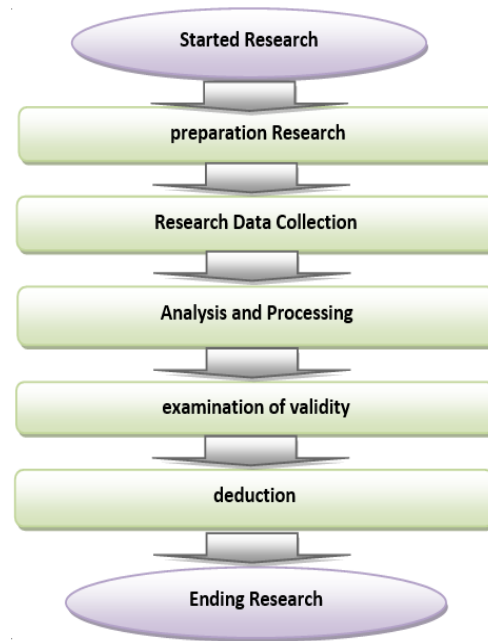 Started Research
preparation Research
Research Data Collection
Analysis and Processing
examination of validity
deduction
Ending Research